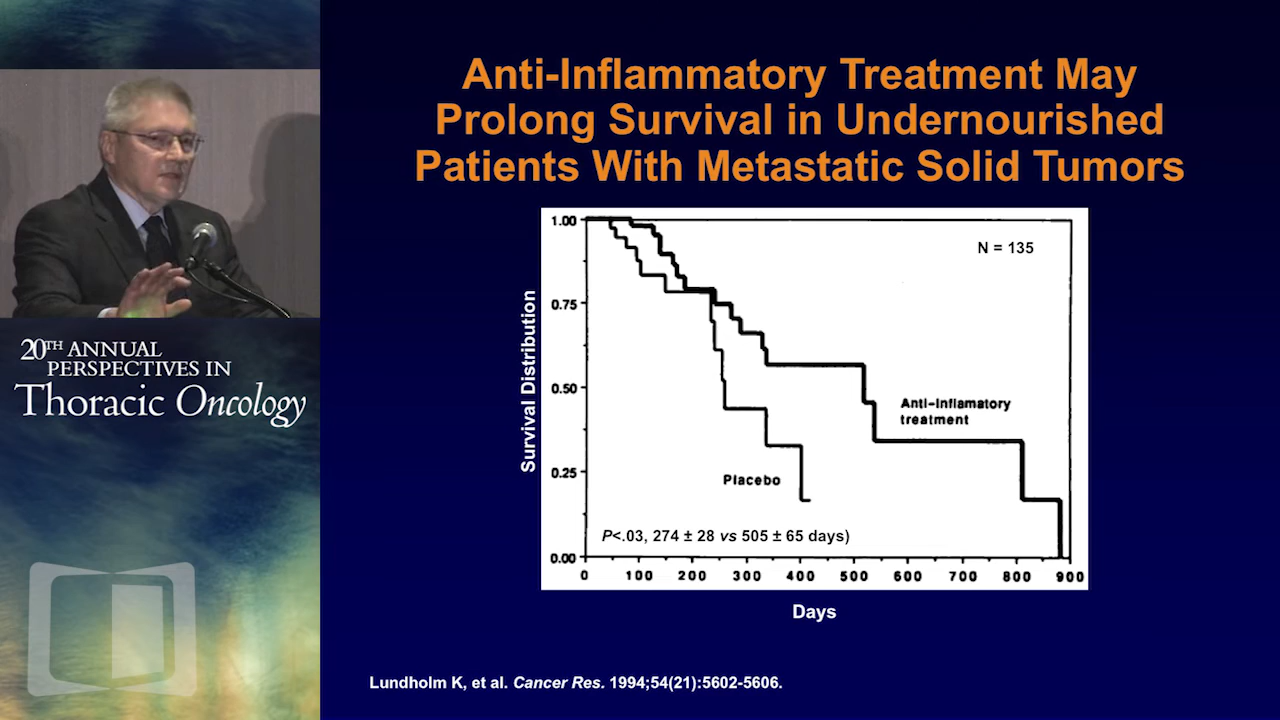 Anti-Inflammatory Treatment May
Prolong Survival in Undernourished
Patients With Metastatic Solid Tumors
20TH ANNUAL
PERSPECTIVES IN
Thoracic Oncology
Survival Distribution
1.00
0.75
0.50
0.25
0.00
N = 135
Anti-Inflamatory
treatment
Placebo
P<.03, 274 ± 28 vs 505 ± 65 days)
0 100 200 300 400 500 600 700 800 900
Days
Lundholm K, et al. Cancer Res. 1994;54(21):5602-5606.